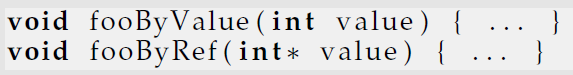 void fooByValue(int value) { ... }
void fooByRef(int* value) { ... }